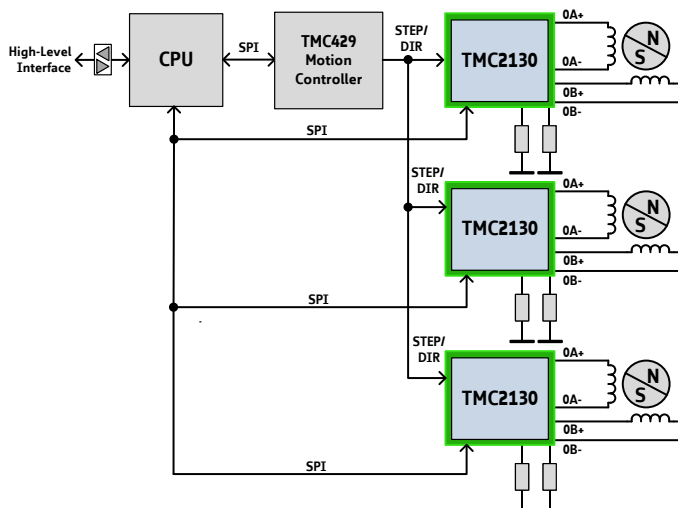 High-Level
Interface
CPU
SPI
TMC429
Motion
Controller
STEP/
DIR
TMC2130
0A+
0A-
0B+
0B-
N
S
SPI
STEP/
DIR
TMC2130
0A+
0A-
0B+
0B-
N
S
SPI
STEP/
DIR
TMC2130
0A+
0A-
0B+
0B-
N
S
SPI